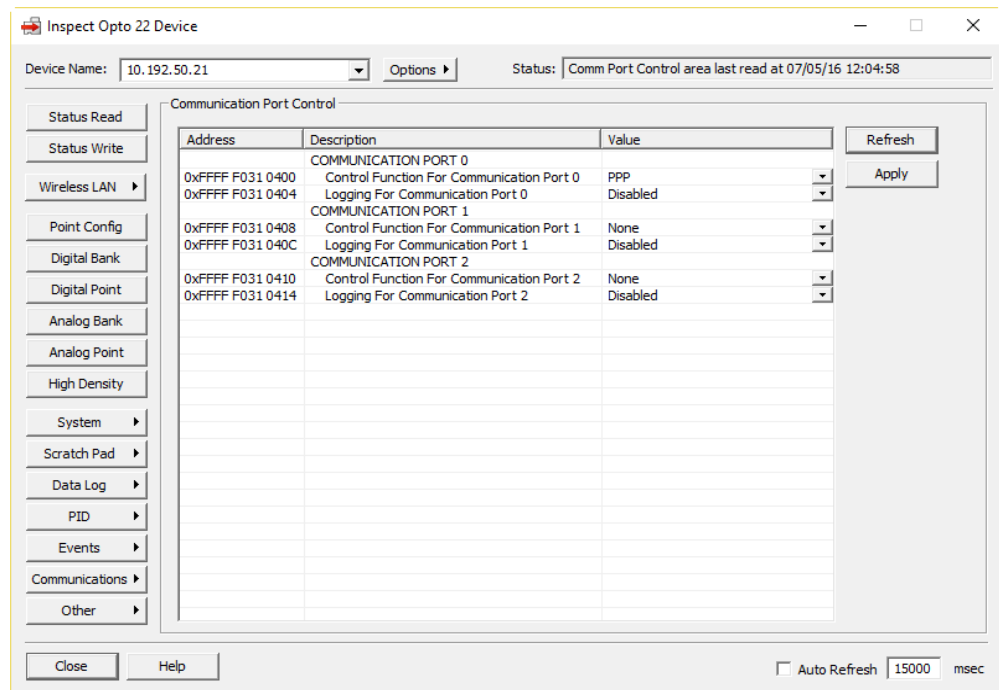 Inspect Opto 22 Device
Device Name: 10.192.50.21 Options Status: Comm Port Control area last read at 07/05/16 12:04:58
Status Read
Status Write
Wireless LAN
Point Config
Digital Bank
Digital Point
Analog Bank
Analog Point
High Density
System
Scratch Pad
Data Log
PID
Events
Communications
Other
Communication Port Control
Address Description Value
COMMUNICATION PORT 0
0xFFFF F031 0400 Control Function For Communication Port 0 PPP
0xFFFF F031 0404 Logging For Communication Port 0 Disabled
COMMUNICATION PORT 1
0xFFFF F031 0408 Control Function For Communication Port 1 None
0xFFFF F031 040C Logging For Communication Port 1 Disabled
COMMUNICATION PORT 2
0xFFFF F031 0410 Control Function For Communication Port 2 None
0xFFFF F031 0414 Logging For Communication Port 2 Disabled
Refresh
Apply
Close Help Auto Refresh 15000 msec